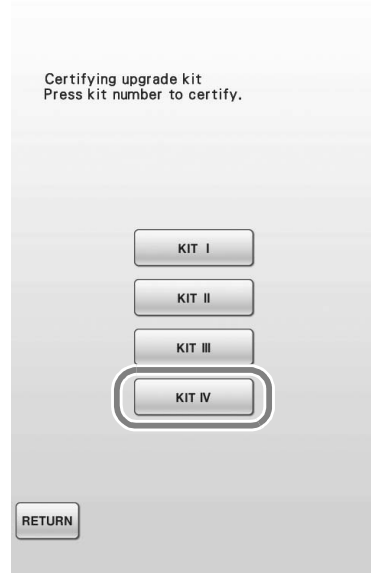 Certifying upgrade kit
Press kit number to certify.
KIT I
KIT II
KIT III
KIT IV
RETURN